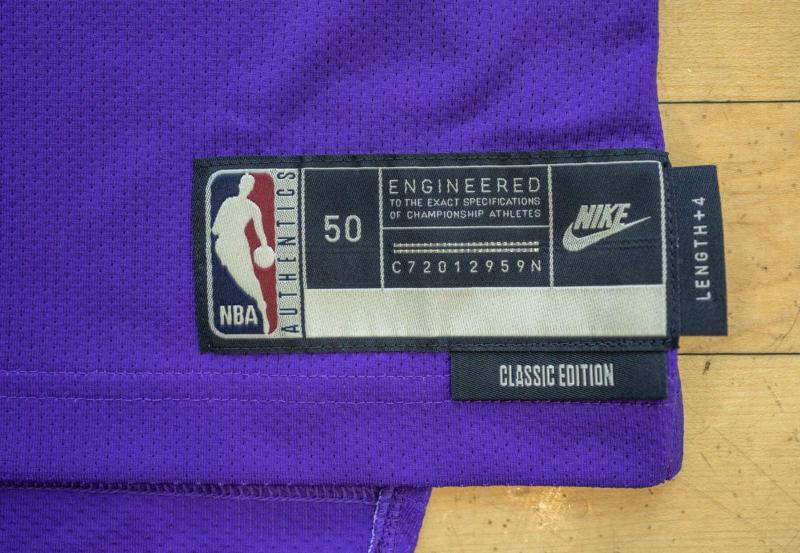 NBA
AUTHENTICS
50
ENGINEERED
TO THE EXACT SPECIFICATIONS
OF CHAMPIONSHIP ATHLETES
C72012959N
NIKE
LENGTH+4
CLASSIC EDITION